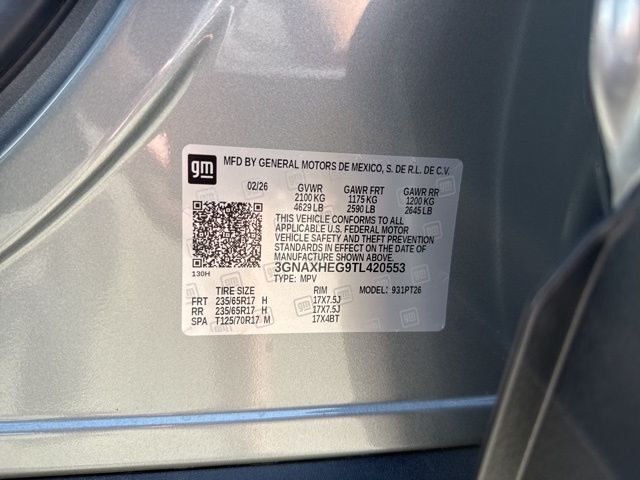 gm MFD BY GENERAL MOTORS DE MEXICO, S. DE R.L. DE C.V.
02/26 GVWR GAWR FRT GAWR RR
2100 KG 1175 KG 1200 KG
4629 LB 2590 LB 2645 LB
THIS VEHICLE CONFORMS TO ALL
APPLICABLE U.S. FEDERAL MOTOR
VEHICLE SAFETY AND THEFT PREVENTION
STANDARDS IN EFFECT ON THE DATE OF
MANUFACTURE SHOWN ABOVE.
3GNAXHEG9TL420553
130H TYPE: MPV
TIRE SIZE RIM MODEL: 931PT26
FRT 235/65R17 H 17X7.5J
RR 235/65R17 H 17X7.5J
SPA T125/70R17 M 17X4BT